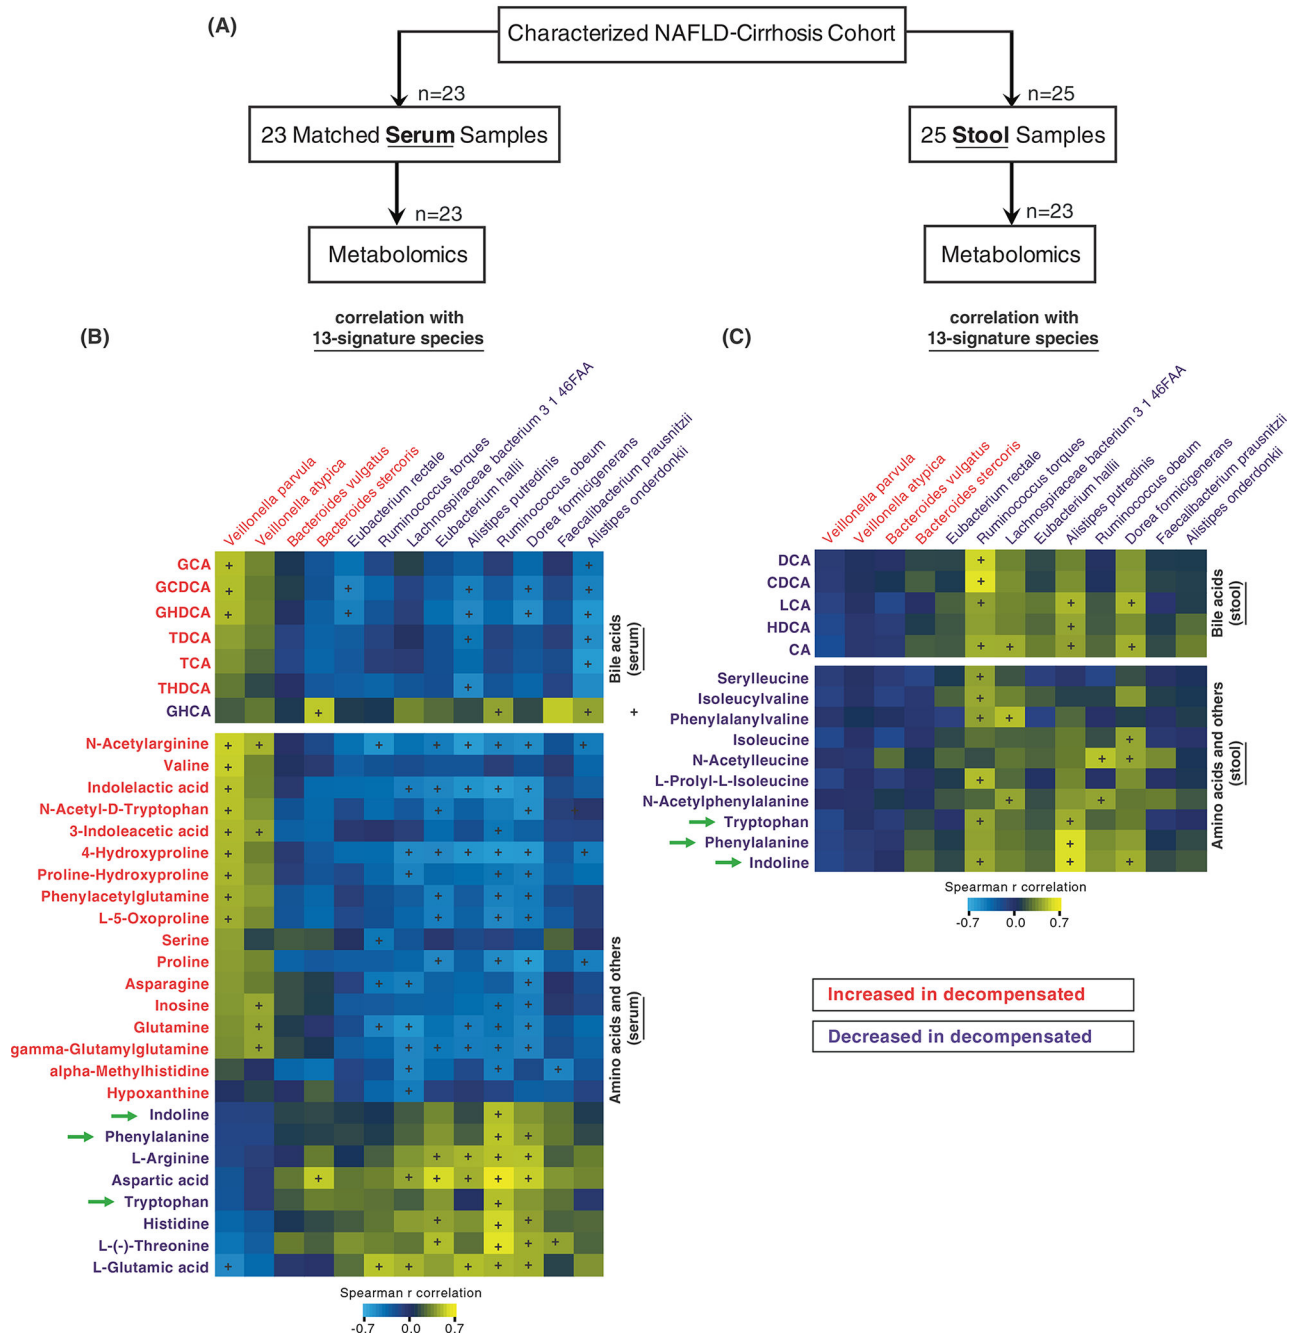 (A)
Characterized NAFLD-Cirrhosis Cohort
n=23
n=25
23 Matched Serum Samples
25 Stool Samples
n=23
n=23
Metabolomics
Metabolomics
correlation with
13-signature species
correlation with
13-signature species
(B)
Veillonella parvula
Veillonella atypica
Bacteroides vulgatus
Bacteroides stercoris
Eubacterium rectale
Ruminococcus torques
Lachnospiraceae bacterium 3 1 46FAA
Eubacterium hallii
Alistipes putredinis
Ruminococcus obeum
Dorea formicigenerans
Faecalibacterium prausnitzii
Alistipes onderdonkii
GCA
GCDCA
GHDCA
TDCA
TCA
THDCA
GHCA
Bile acids
(serum)
N-Acetylarginine
Valine
Indolelactic acid
N-Acetyl-D-Tryptophan
3-Indoleacetic acid
4-Hydroxyproline
Proline-Hydroxyproline
Phenylacetylglutamine
L-5-Oxoproline
Serine
Proline
Asparagine
Inosine
Glutamine
gamma-Glutamylglutamine
alpha-Methylhistidine
Hypoxanthine
Indoline
Phenylalanine
L-Arginine
Aspartic acid
Tryptophan
Histidine
L-(-)-Threonine
L-Glutamic acid
Amino acids and others
(serum)
Spearman r correlation
-0.7 0.0 0.7
(C)
Veillonella parvula
Veillonella atypica
Bacteroides vulgatus
Bacteroides stercoris
Eubacterium rectale
Ruminococcus torques
Lachnospiraceae bacterium 3 1 46FAA
Eubacterium hallii
Alistipes putredinis
Ruminococcus obeum
Dorea formicigenerans
Faecalibacterium prausnitzii
Alistipes onderdonkii
DCA
CDCA
LCA
HDCA
CA
Bile acids
(stool)
Serylleucine
Isoleucylvaline
Phenylalanylvaline
Isoleucine
N-Acetylleucine
L-Prolyl-L-Isoleucine
N-Acetylphenylalanine
Tryptophan
Phenylalanine
Indoline
Amino acids and others
(stool)
Spearman r correlation
-0.7 0.0 0.7
Increased in decompensated
Decreased in decompensated